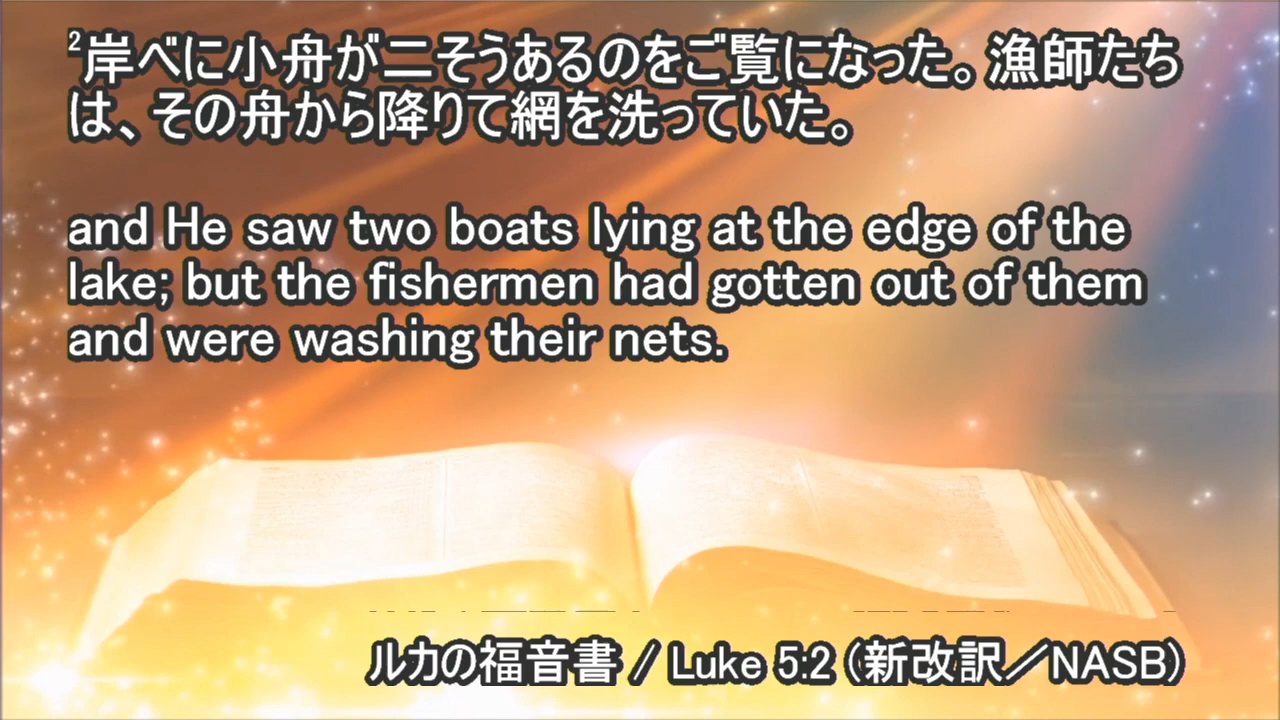 2岸べに小舟が二そうあるのをご覧になった。漁師たち
は、その舟から降りて網を洗っていた。
and He saw two boats lying at the edge of the
lake; but the fishermen had gotten out of them
and were washing their nets.
ルカの福音書 / Luke 5:2 (新改訳／NASB)